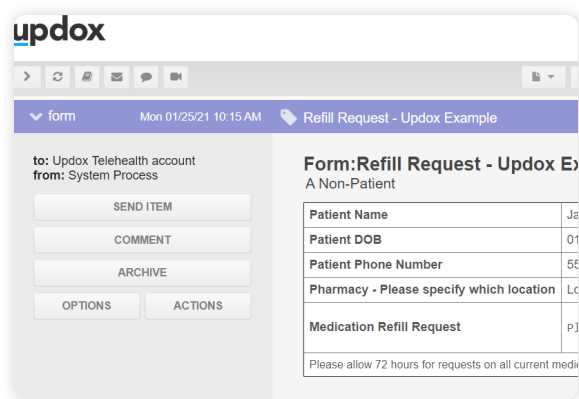 updox
form Mon 01/25/21 10:15 AM Refill Request - Updox Example
to: Updox Telehealth account
from: System Process
SEND ITEM
COMMENT
ARCHIVE
OPTIONS ACTIONS
Form:Refill Request - Updox
A Non-Patient
Patient Name
Patient DOB 01
Patient Phone Number 55
Pharmacy - Please specify which location
Medication Refill Request
Please allow 72 hours for requests on all current